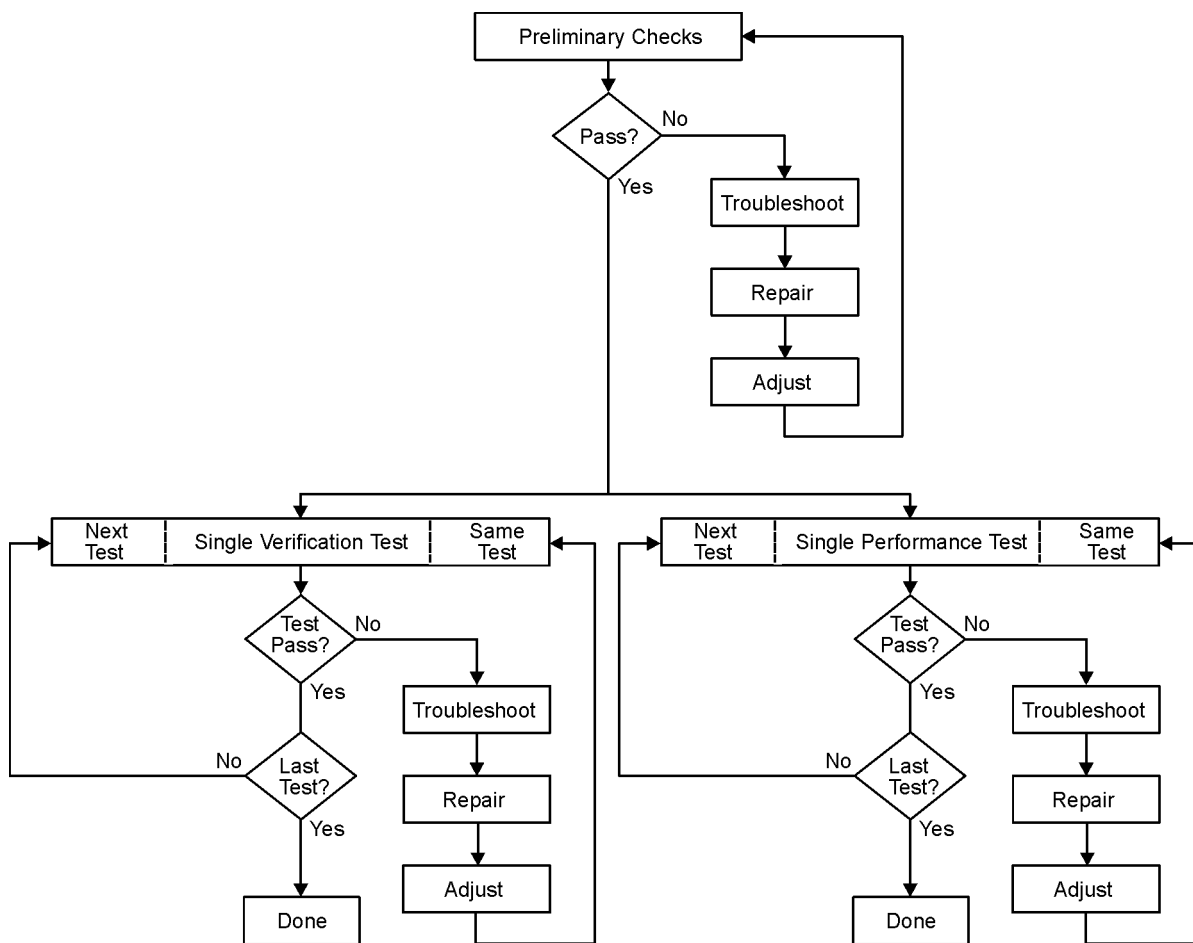 Preliminary Checks
Pass?
No
Yes
Troubleshoot
Repair
Adjust
Next
Test
Single Verification Test
Same
Test
Test
Pass?
No
Yes
Troubleshoot
No
Last
Test?
Repair
Yes
Adjust
Done
Next
Test
Single Performance Test
Same
Test
Test
Pass?
No
Yes
Troubleshoot
No
Last
Test?
Repair
Yes
Adjust
Done